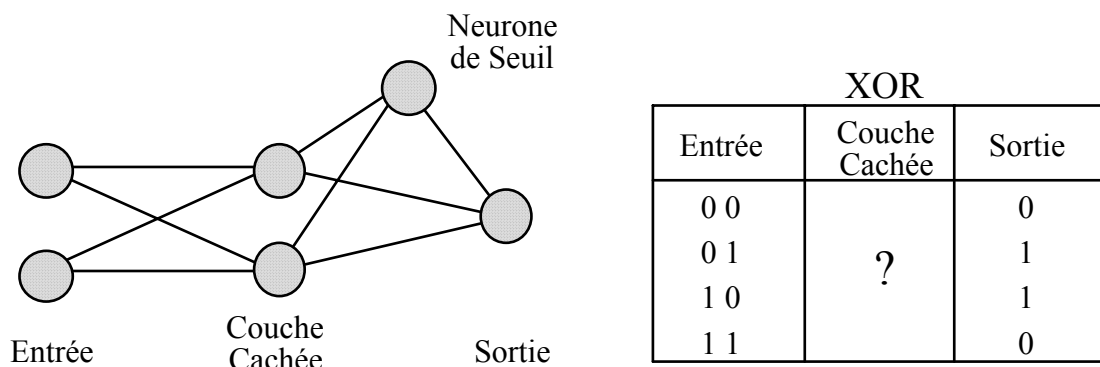 Neurone
de Seuil
Entrée
Couche
Cachée
Sortie
XOR
Entrée
Couche
Cachée
Sortie
0 0
0
0 1
1
?
1 0
1
1 1
0